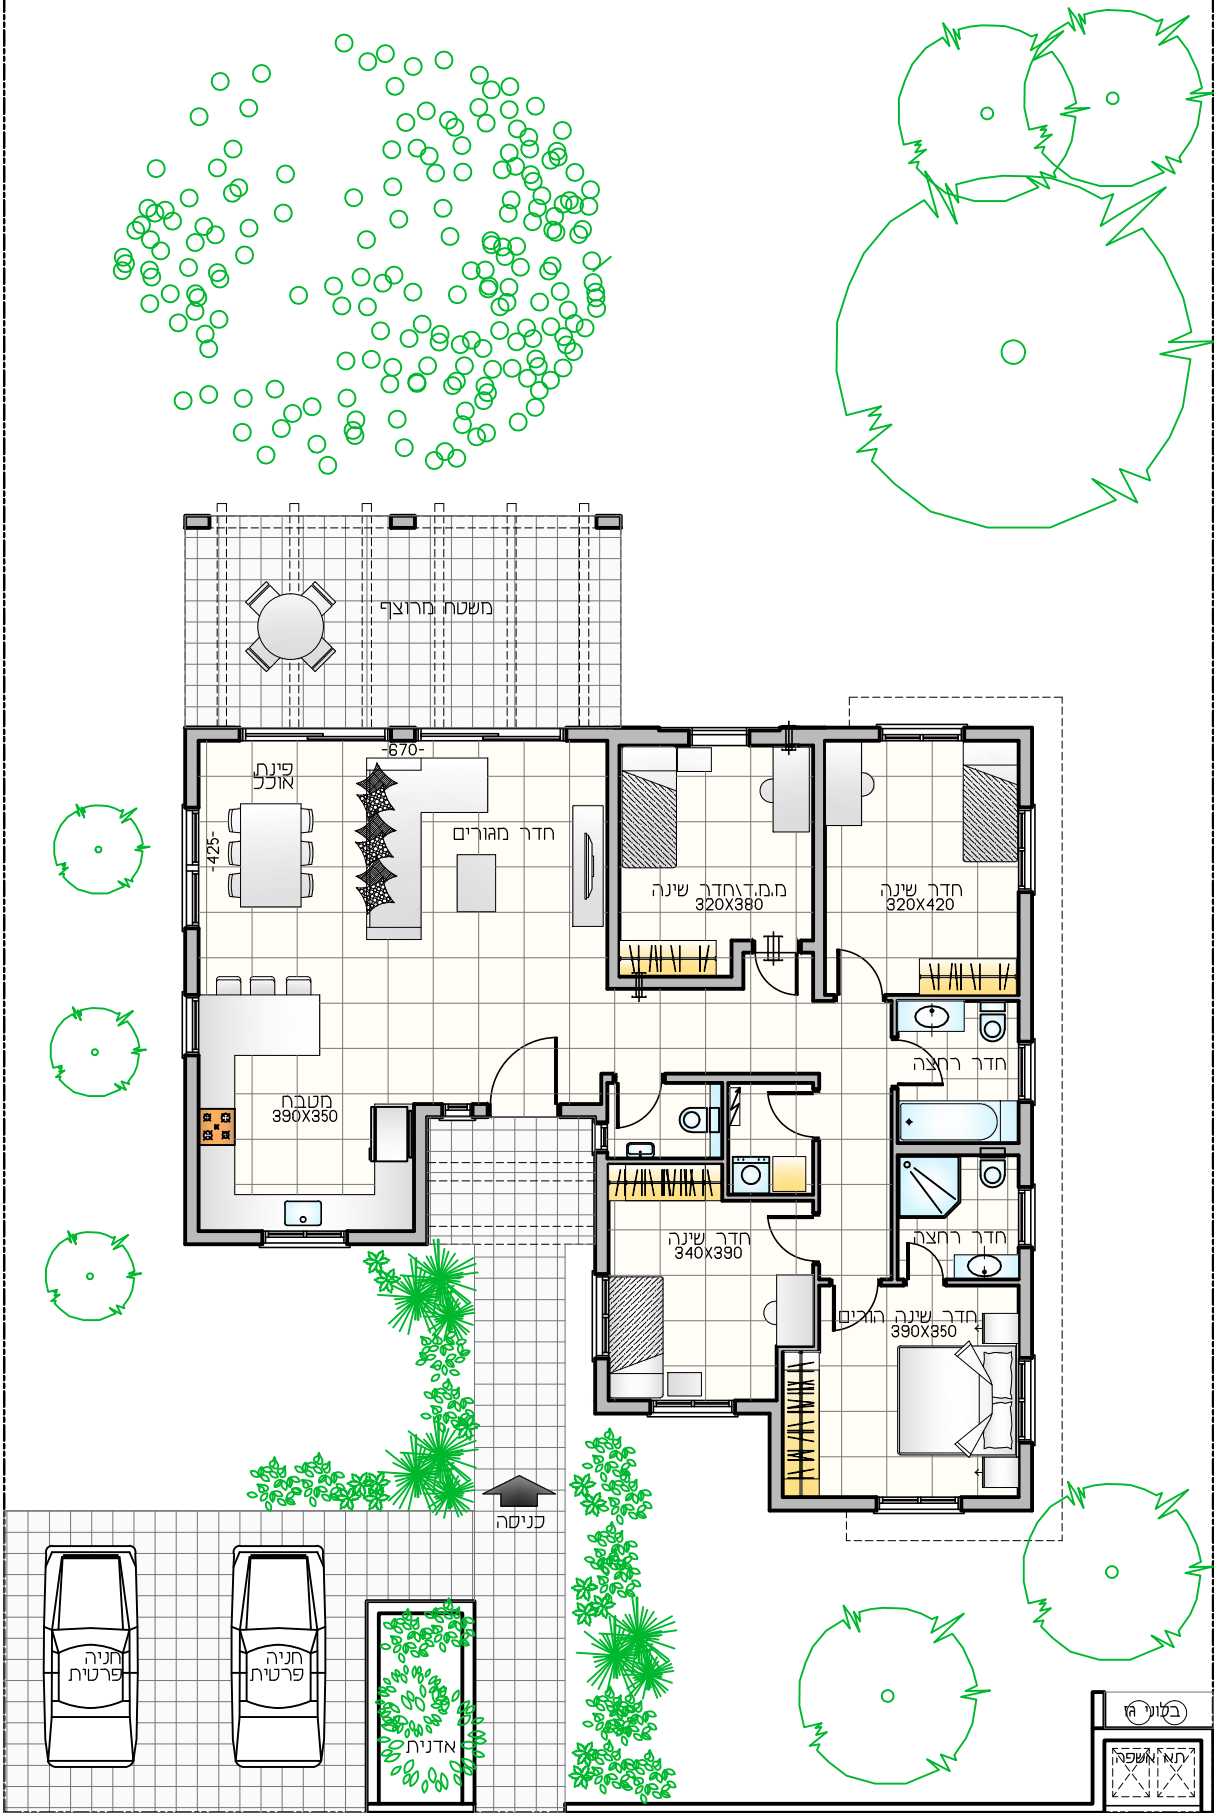 משטח מרוצף
-670-
פינת
אוכל
-425-
חדר מגורים
מ.מ.ד\חדר שינה
320X380
חדר שינה
320X420
חדר רחצה
מטבח
390X350
חדר רחצה
חדר שינה
340X390
חדר שינה הורים
390X350
כניסה
חניה
פרטית
חניה
פרטית
אדנית
בלוני גז
תא אשפה